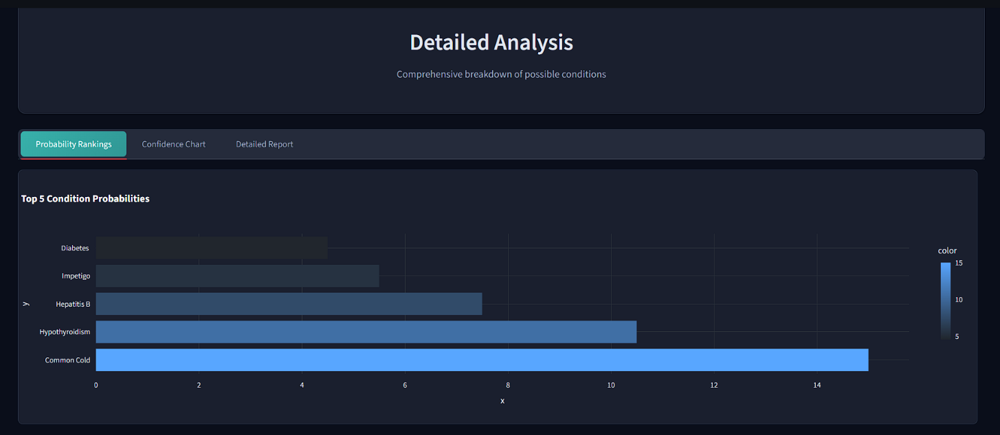 Detailed Analysis
Comprehensive breakdown of possible conditions
Probability Rankings Confidence Chart Detailed Report
Top 5 Condition Probabilities
color
Diabetes
Impetigo
Hepatitis B
Hypothyroidism
Common Cold
y
15
10
5
0 2 4 6 8 10 12 14
x